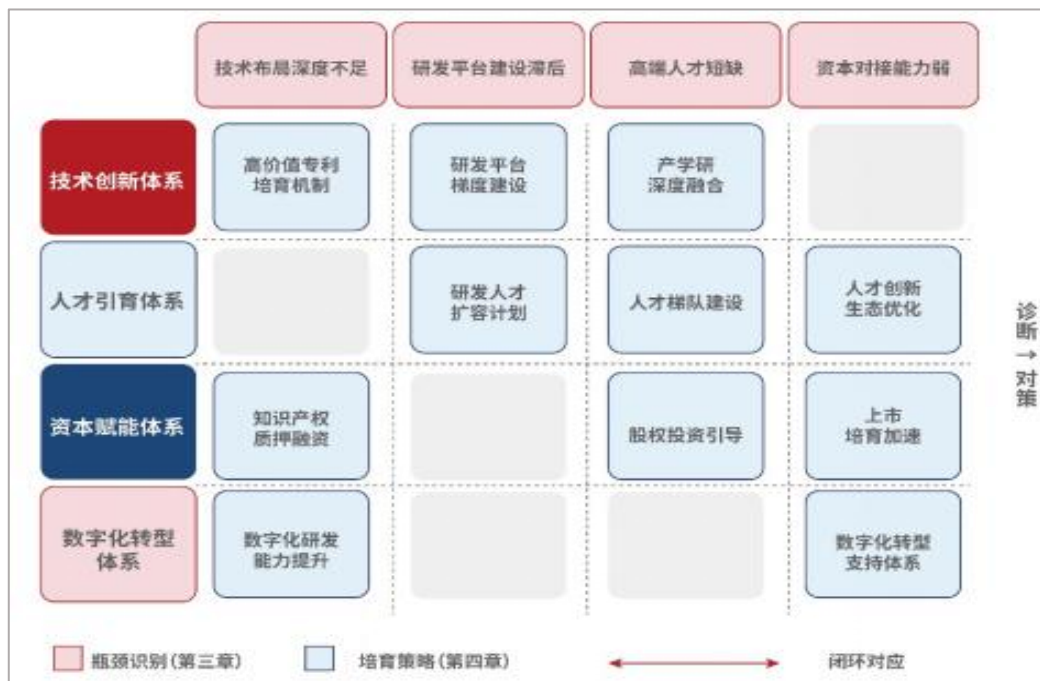 技术布局深度不足
研发平台建设滞后
高端人才短缺
资本对接能力弱
技术创新体系
高价值专利
培育机制
研发平台
梯度建设
产学研
深度融合
人才引育体系
研发人才
扩容计划
人才梯队建设
人才创新
生态优化
资本赋能体系
知识产权
质押融资
股权投资引导
上市
培育加速
数字化转型
体系
数字化研发
能力提升
数字化转型
支持体系
诊断→对策
瓶颈识别(第三章)
培育策略(第四章)
闭环对应